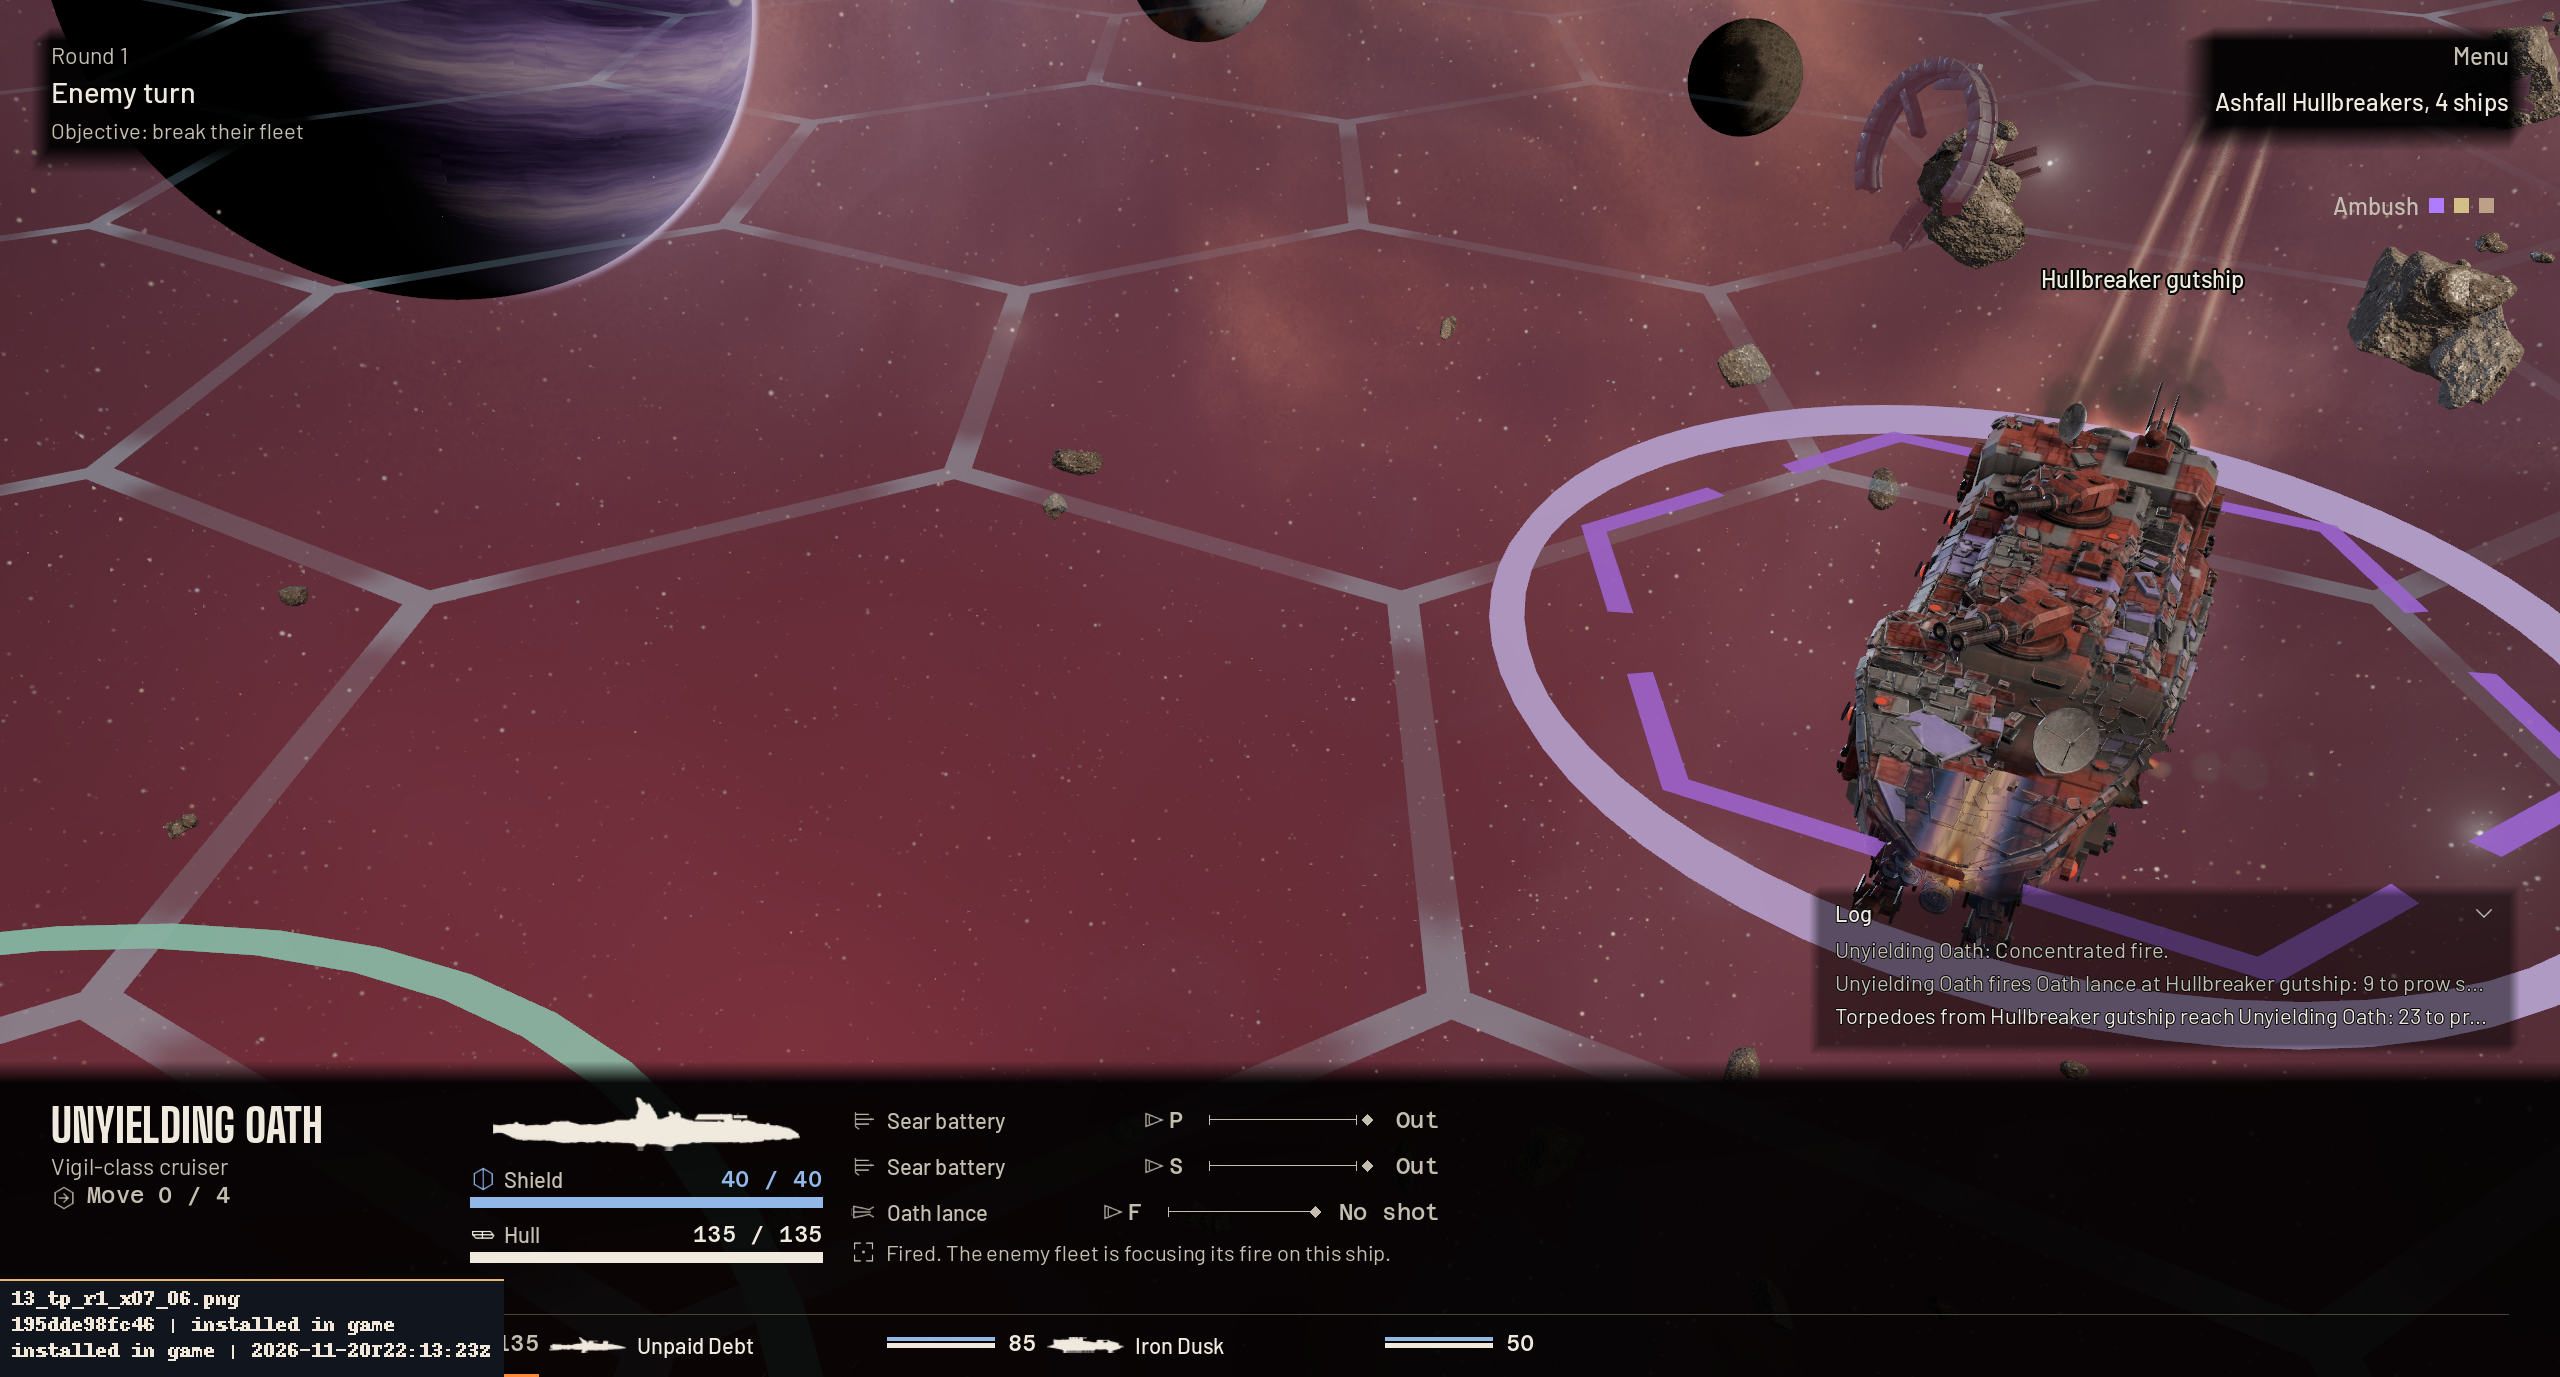 Round 1
Enemy turn
Objective: break their fleet
Menu
Ashfall Hullbreakers, 4 ships
Ambush
Hullbreaker gutship
Log
Unyielding Oath: Concentrated fire.
Unyielding Oath fires Oath lance at Hullbreaker gutship: 9 to prow s...
Torpedoes from Hullbreaker gutship reach Unyielding Oath: 23 to pr...
UNYIELDING OATH
Vigil-class cruiser
Move 0 / 4
Shield 40 / 40
Hull 135 / 135
Sear battery P Out
Sear battery S Out
Oath lance F No shot
Fired. The enemy fleet is focusing its fire on this ship.
13_tp_r1_x07_06.png
195dde98fc46 | installed in game
installed in game | 2026-11-20T22:13:23Z
135 Unpaid Debt 85 Iron Dusk 50